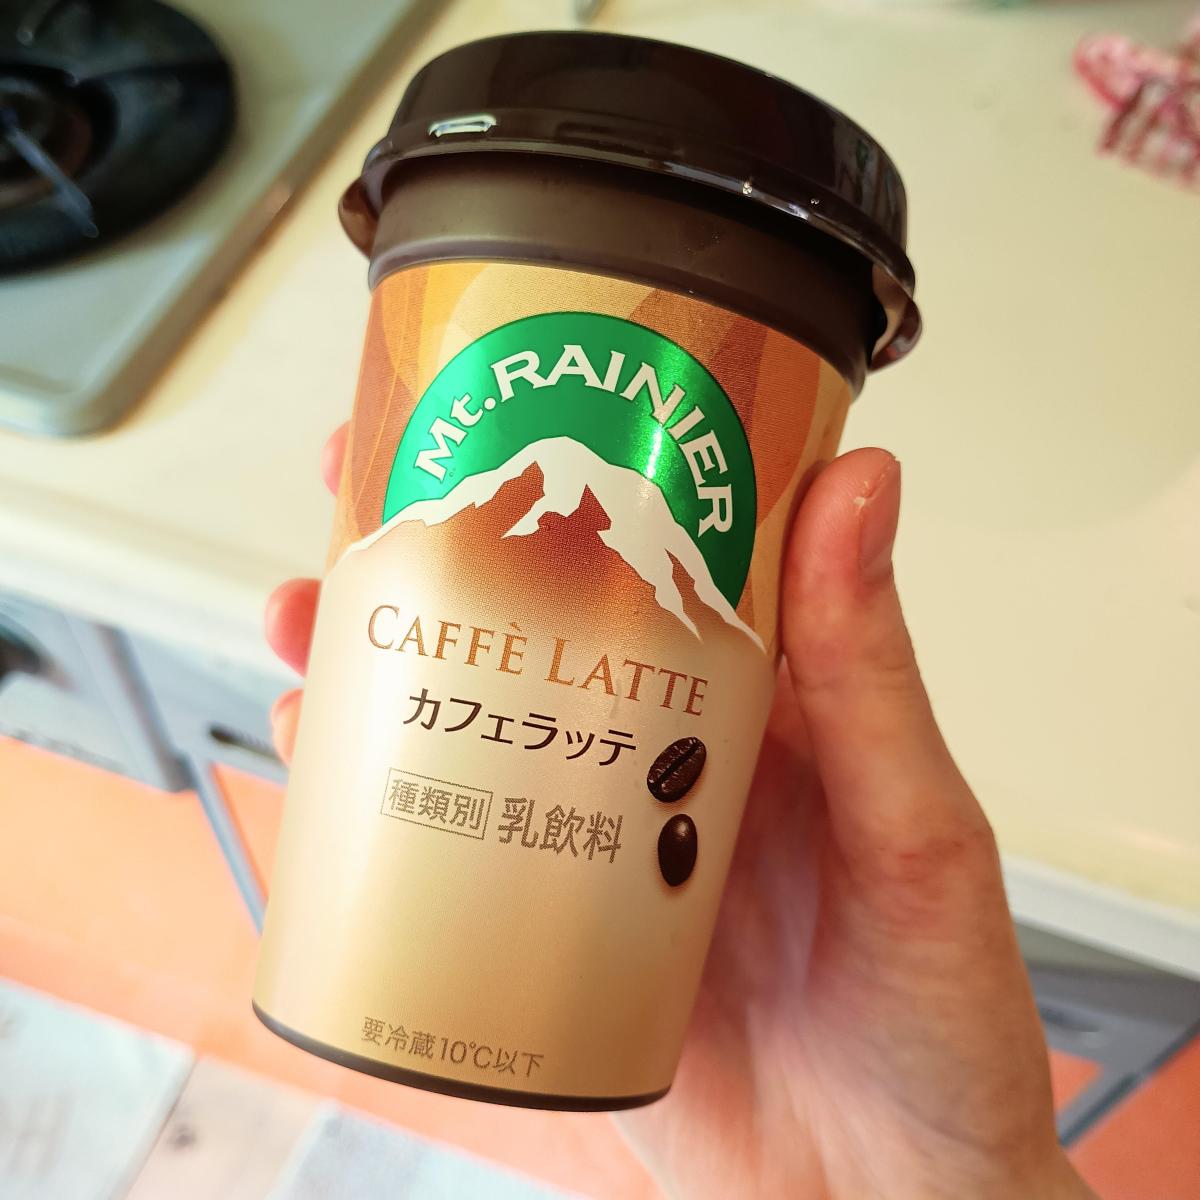 Mt. RAINIER
CAFFÈ LATTE
カフェラッテ
種類別 乳飲料
要冷蔵10℃以下